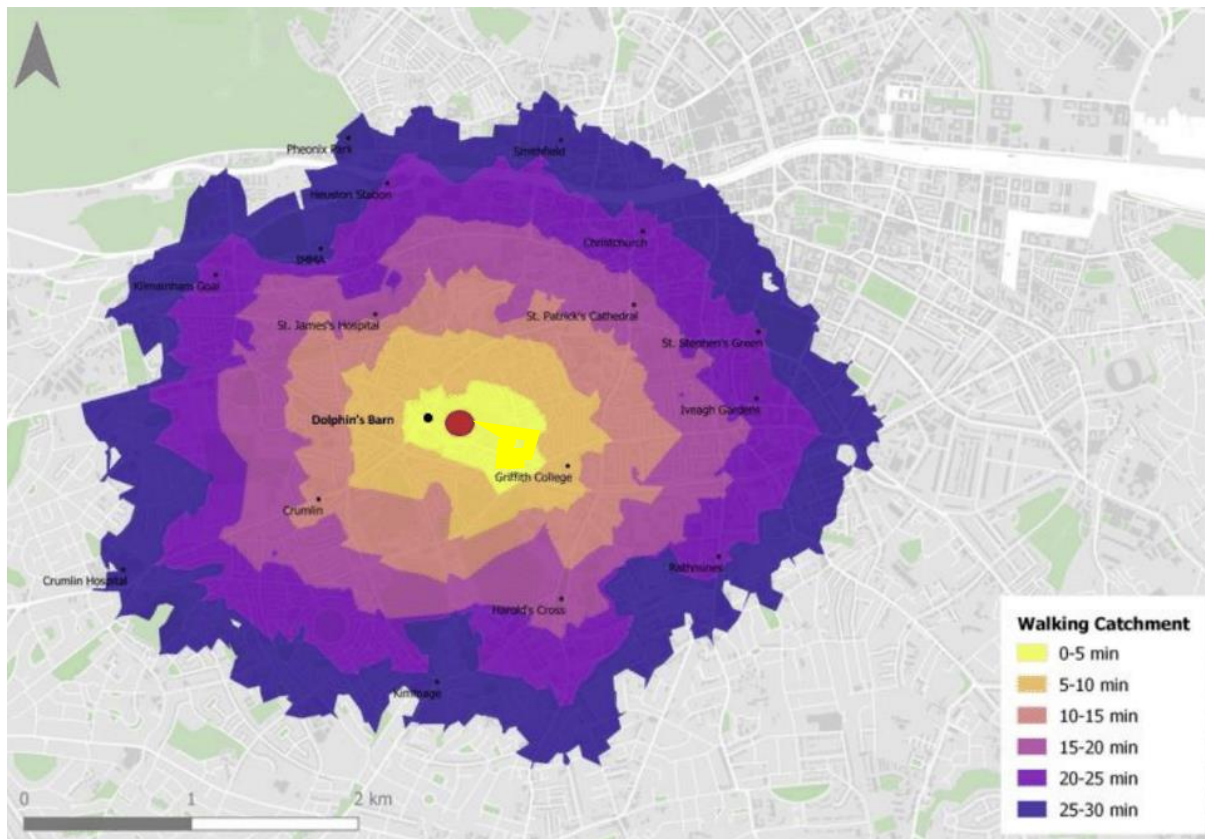 Pheonix Park
Smithfield
Heuston Station
Christchurch
IMMA
Kilmainham Goal
St. James's Hospital
St. Patrick's Cathedral
St. Stephen's Green
Iveagh Gardens
Dolphin's Barn
Griffith College
Crumlin
Crumlin Hospital
Rathmines
Harold's Cross
Kimmage
Walking Catchment
0-5 min
5-10 min
10-15 min
15-20 min
20-25 min
25-30 min
0 1 2 km